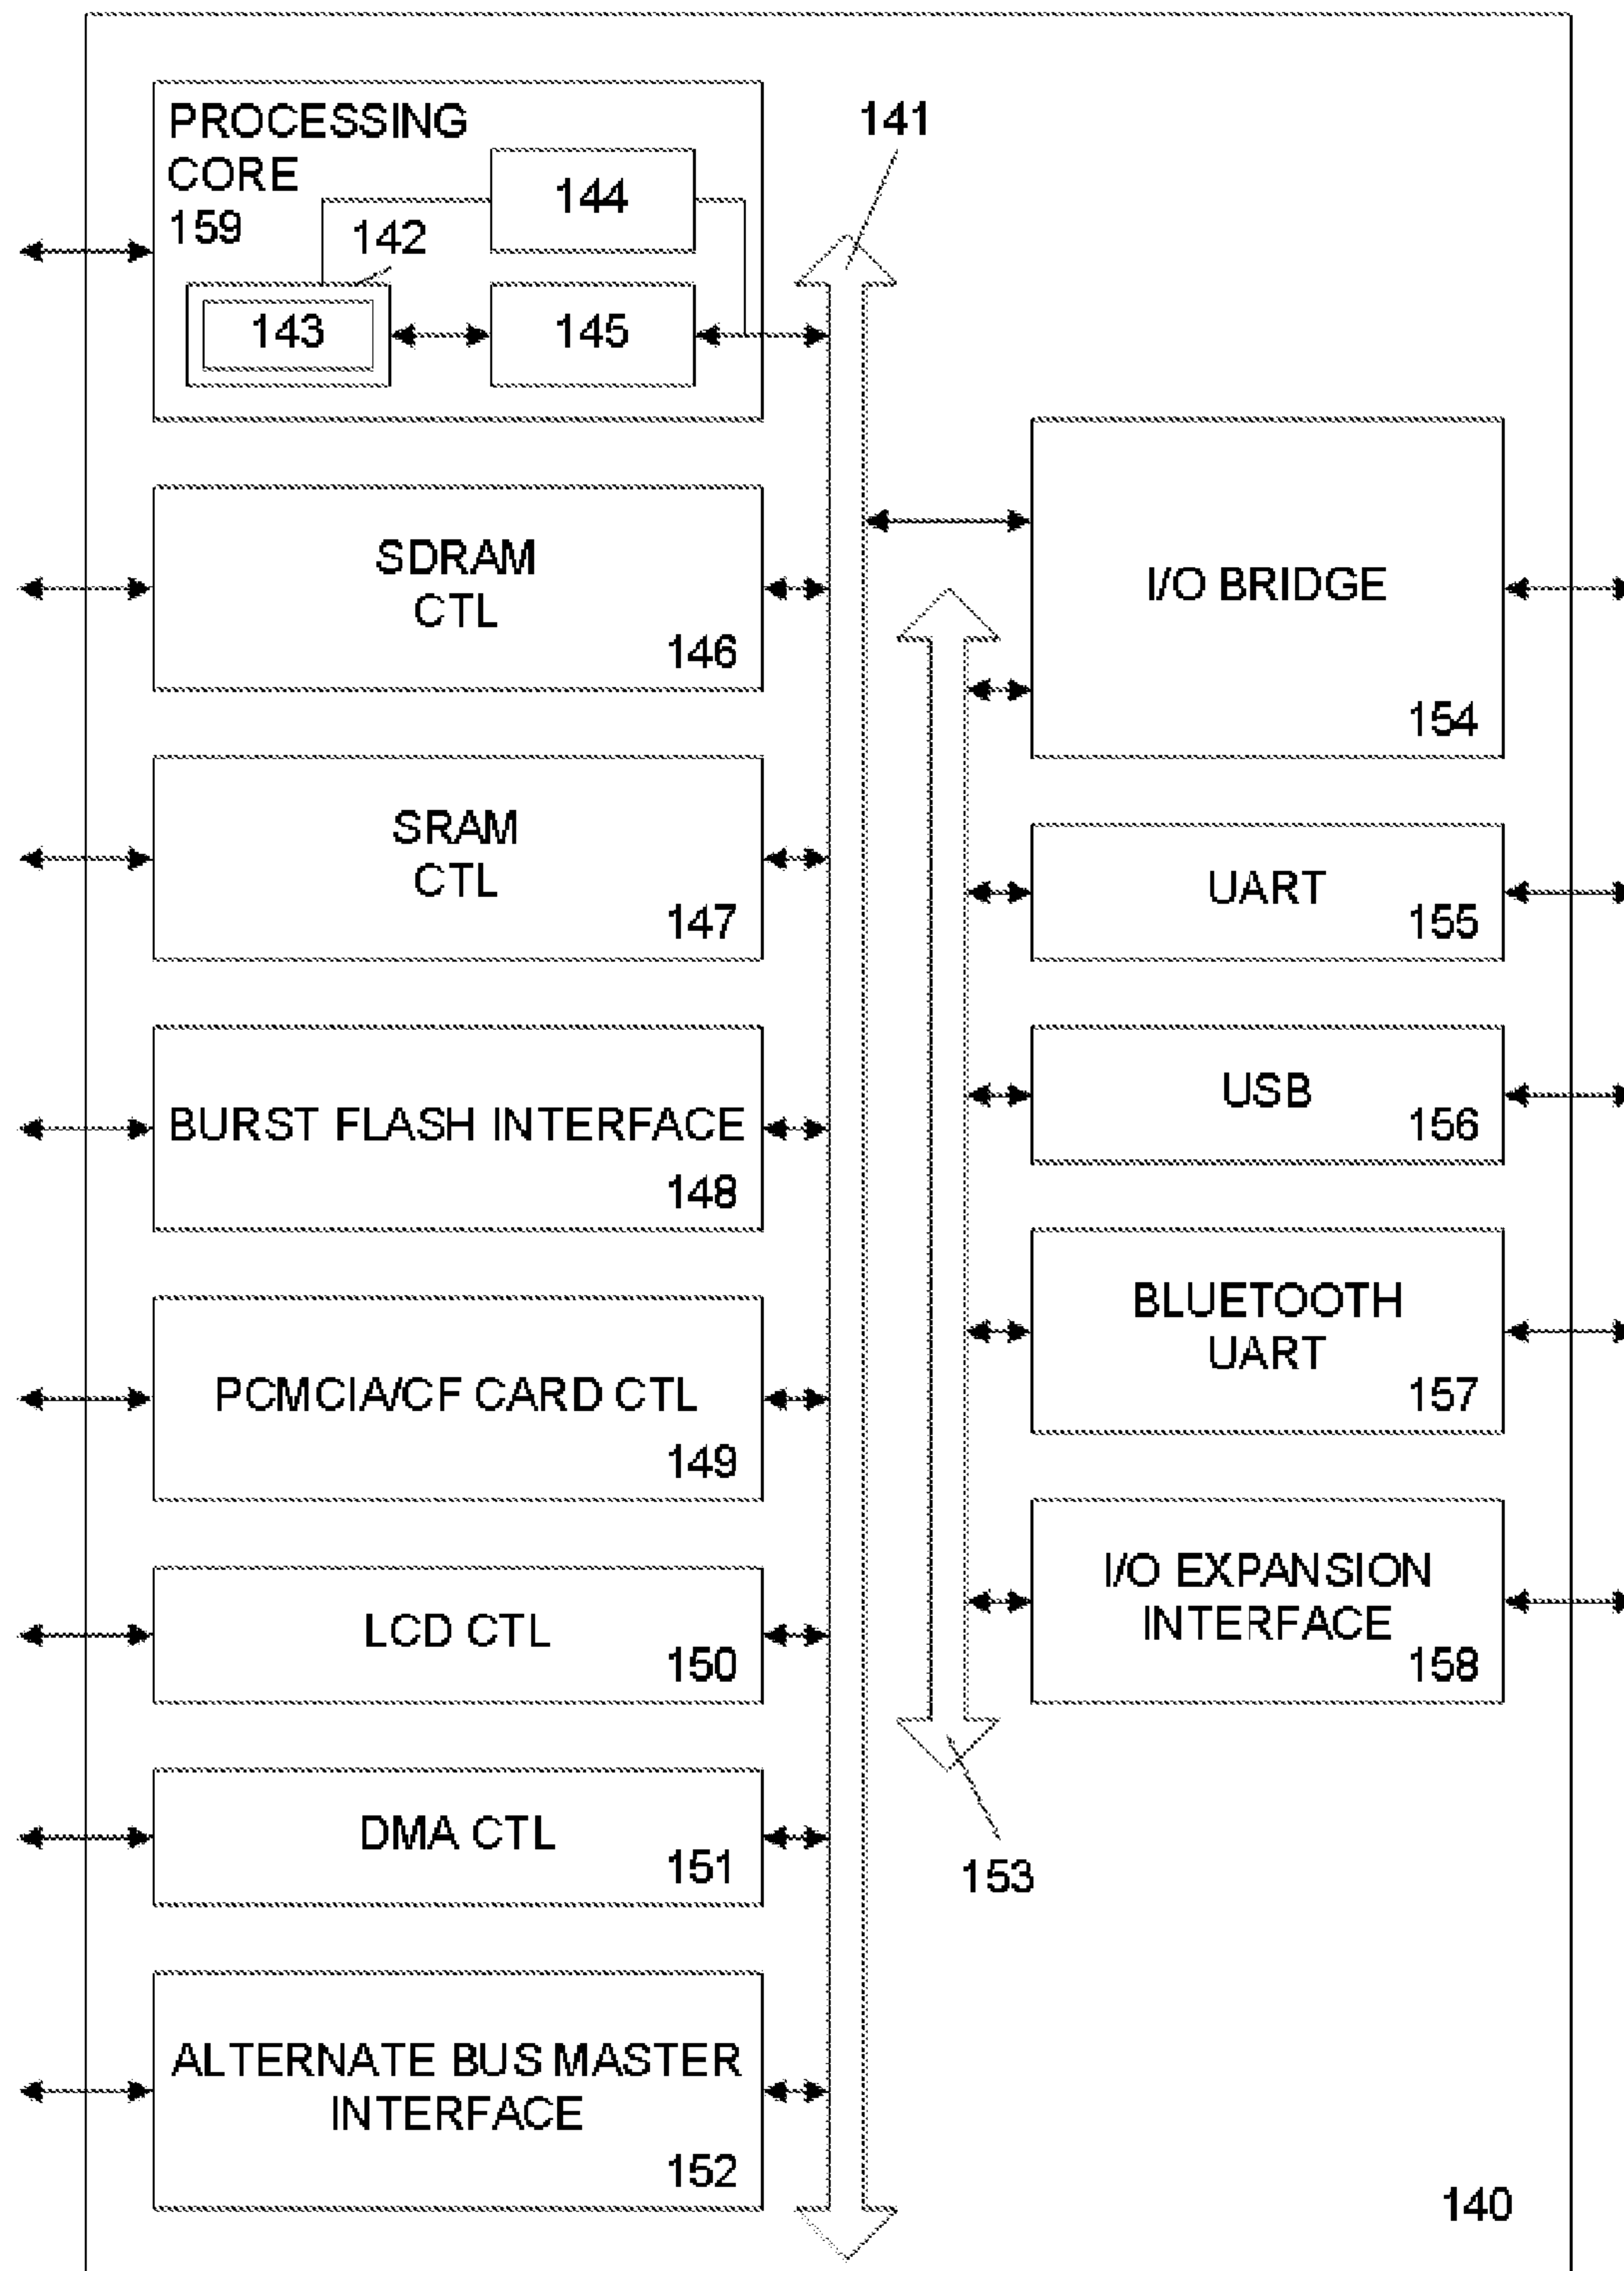 PROCESSING
CORE
159
142
144
143
145
141
SDRAM
CTL
146
SRAM
CTL
147
BURST FLASH INTERFACE
148
PCMCIA/CF CARD CTL
149
LCD CTL
150
DMA CTL
151
ALTERNATE BUS MASTER
INTERFACE
152
I/O BRIDGE
154
UART
155
USB
156
BLUETOOTH
UART
157
I/O EXPANSION
INTERFACE
158
153
140